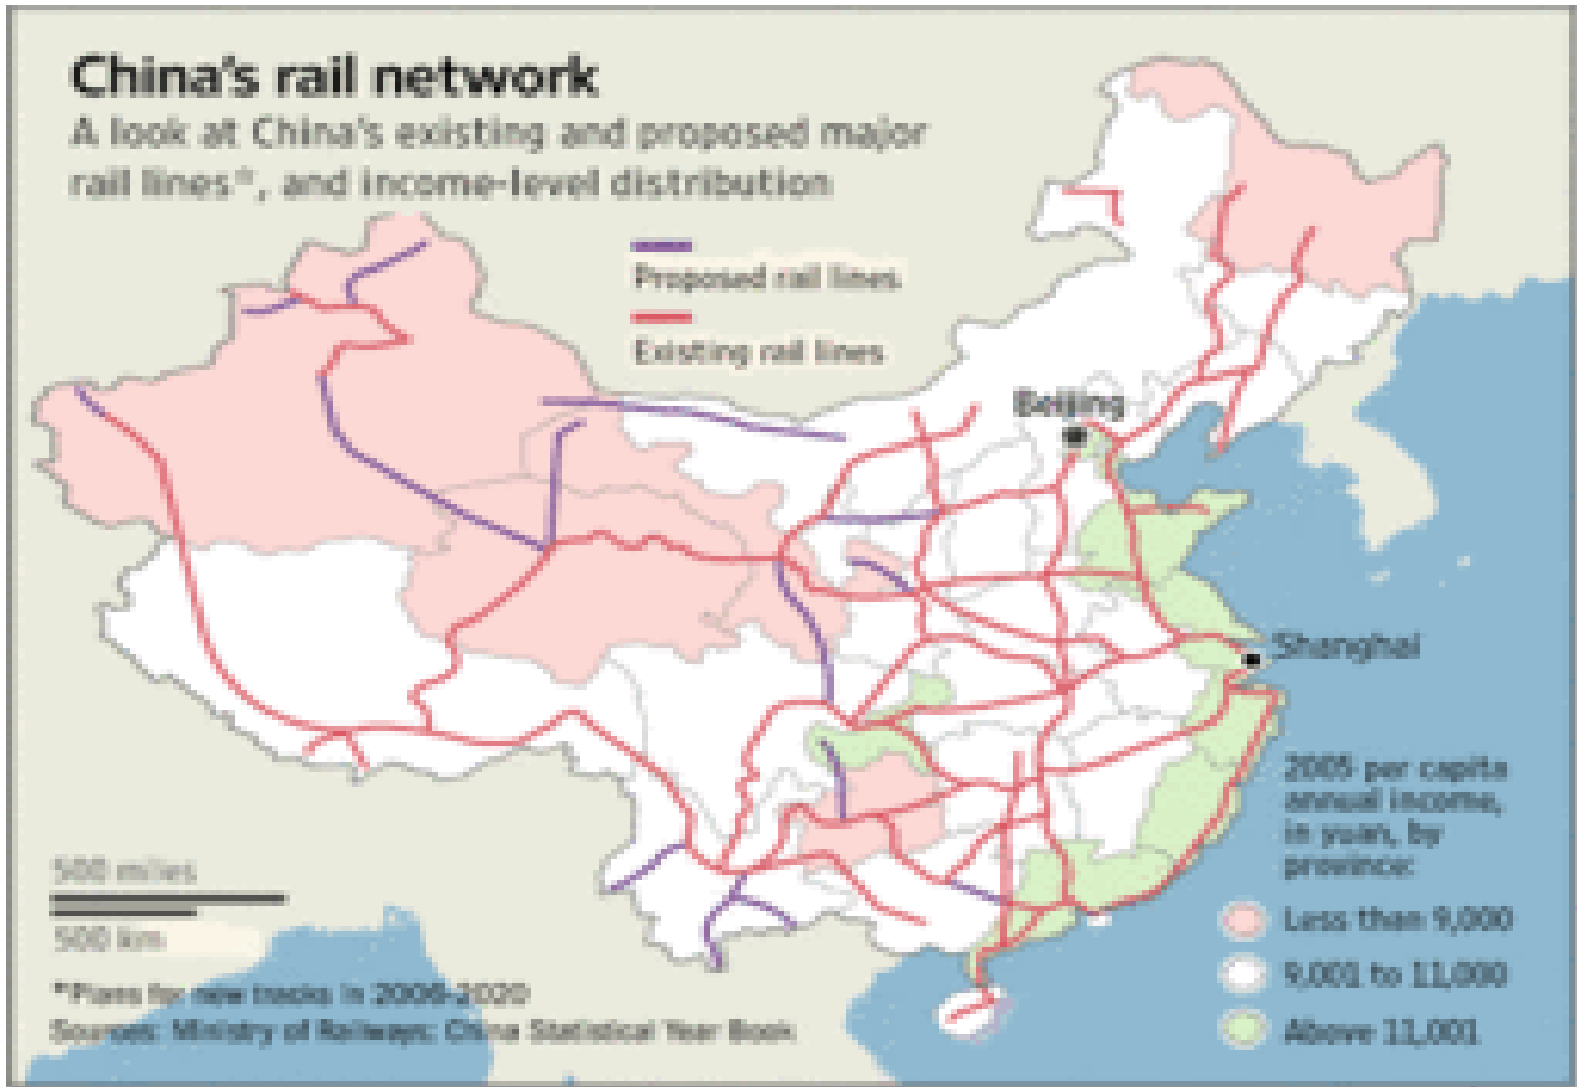 China's rail network
A look at China's existing and proposed major
rail lines*, and income-level distribution
Proposed rail lines
Existing rail lines
Beijing
Shanghai
2005 per capita
annual income,
in yuan, by
province:
Less than 9,000
9,001 to 11,000
Above 11,001
500 miles
500 km
*Plans for new tracks in 2006-2020
Sources: Ministry of Railways; China Statistical Year Book